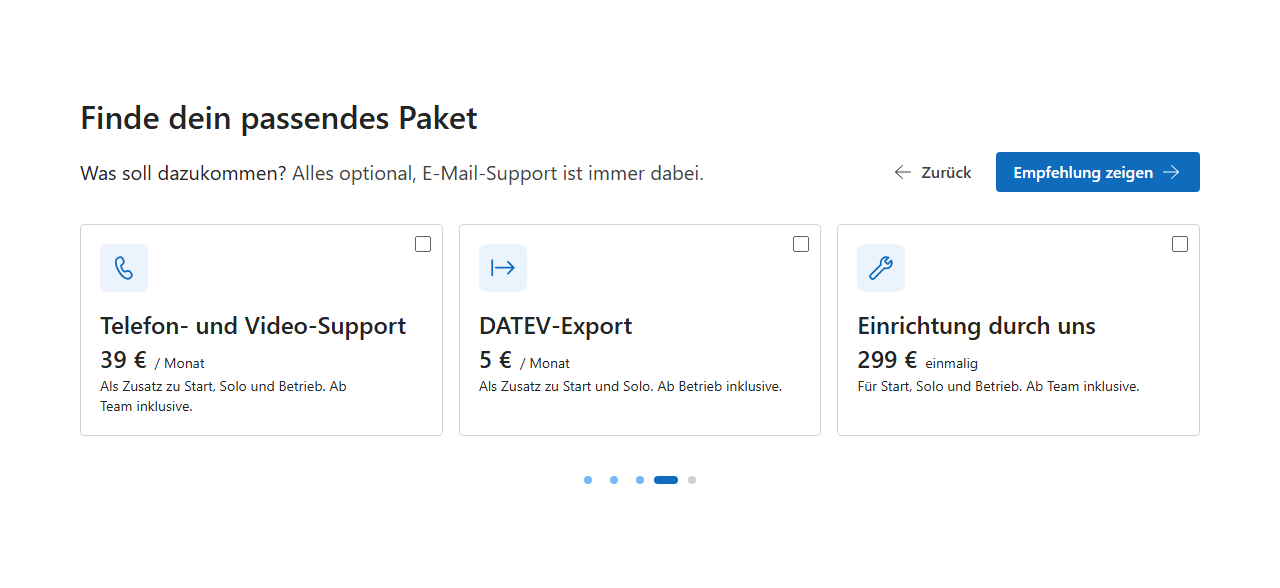 Finde dein passendes Paket
Was soll dazukommen? Alles optional, E-Mail-Support ist immer dabei.
Zurück
Empfehlung zeigen
Telefon- und Video-Support
39 € / Monat
Als Zusatz zu Start, Solo und Betrieb. Ab
Team inklusive.
DATEV-Export
5 € / Monat
Als Zusatz zu Start und Solo. Ab Betrieb inklusive.
Einrichtung durch uns
299 € einmalig
Für Start, Solo und Betrieb. Ab Team inklusive.